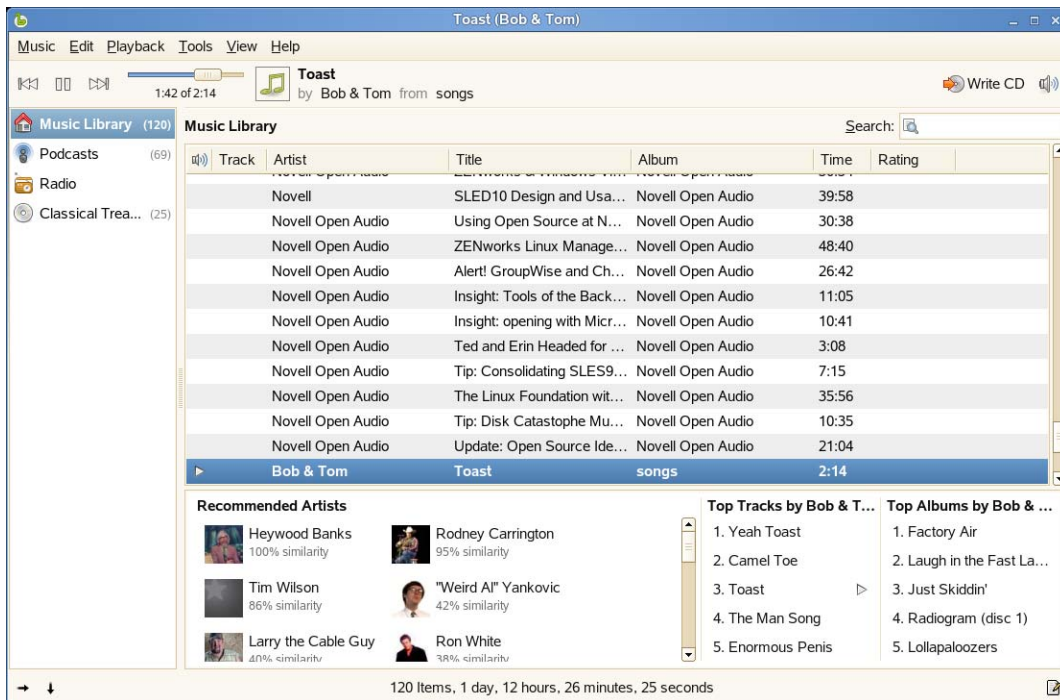 Toast (Bob & Tom)
Music Edit Playback Tools View Help
1:42 of 2:14
Toast
by Bob & Tom from songs
Write CD
Music Library (120)
Podcasts (69)
Radio
Classical Trea... (25)
Music Library
Search:
Track Artist Title Album Time Rating
Novell SLED10 Design and Usa... Novell Open Audio 39:58
Novell Open Audio Using Open Source at N... Novell Open Audio 30:38
Novell Open Audio ZENworks Linux Manage... Novell Open Audio 48:40
Novell Open Audio Alert! GroupWise and Ch... Novell Open Audio 26:42
Novell Open Audio Insight: Tools of the Back... Novell Open Audio 11:05
Novell Open Audio Insight: opening with Micr... Novell Open Audio 10:41
Novell Open Audio Ted and Erin Headed for ... Novell Open Audio 3:08
Novell Open Audio Tip: Consolidating SLES9... Novell Open Audio 7:15
Novell Open Audio The Linux Foundation wit... Novell Open Audio 35:56
Novell Open Audio Tip: Disk Catastophe Mu... Novell Open Audio 10:35
Novell Open Audio Update: Open Source Ide... Novell Open Audio 21:04
Bob & Tom Toast songs 2:14
Recommended Artists
Heywood Banks
100% similarity
Rodney Carrington
95% similarity
Tim Wilson
86% similarity
"Weird Al" Yankovic
42% similarity
Larry the Cable Guy
40% similarity
Ron White
38% similarity
Top Tracks by Bob & T...
1. Yeah Toast
2. Camel Toe
3. Toast
4. The Man Song
5. Enormous Penis
Top Albums by Bob & ...
1. Factory Air
2. Laugh in the Fast La...
3. Just Skiddin'
4. Radiogram (disc 1)
5. Lollapaloozers
120 Items, 1 day, 12 hours, 26 minutes, 25 seconds